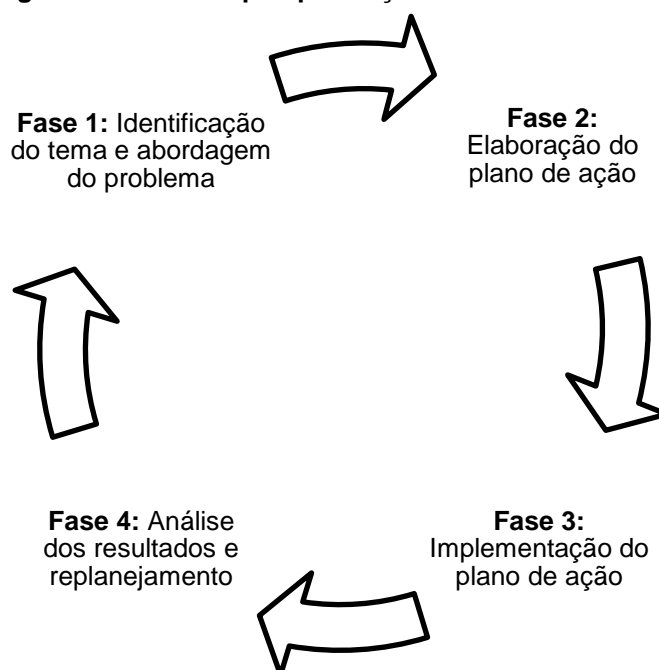 Fase 1: Identificação
do tema e abordagem
do problema
Fase 2:
Elaboração do
plano de ação
Fase 3:
Implementação do
plano de ação
Fase 4: Análise
dos resultados e
replanejamento